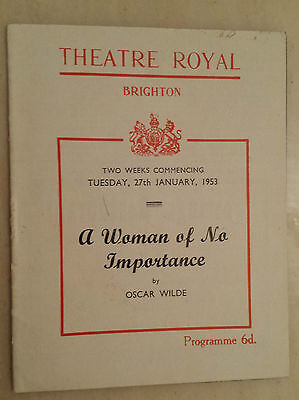 THEATRE ROYAL
BRIGHTON
TWO WEEKS COMMENCING
TUESDAY, 27th JANUARY, 1953
A Woman of No
Importance
by
OSCAR WILDE
Programme 6d.